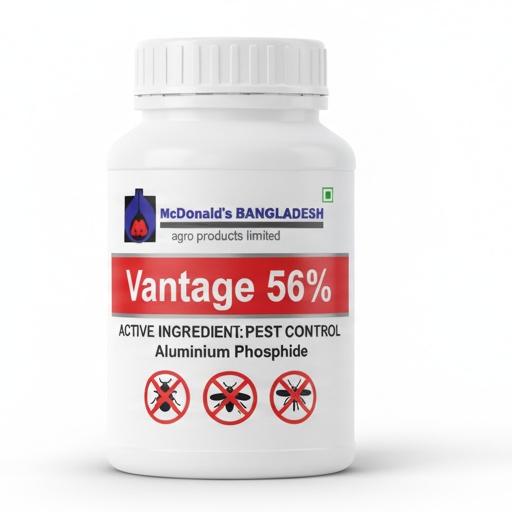 McDonald's BANGLADESH
agro products limited
Vantage 56%
ACTIVE INGREDIENT: PEST CONTROL
Aluminium Phosphide